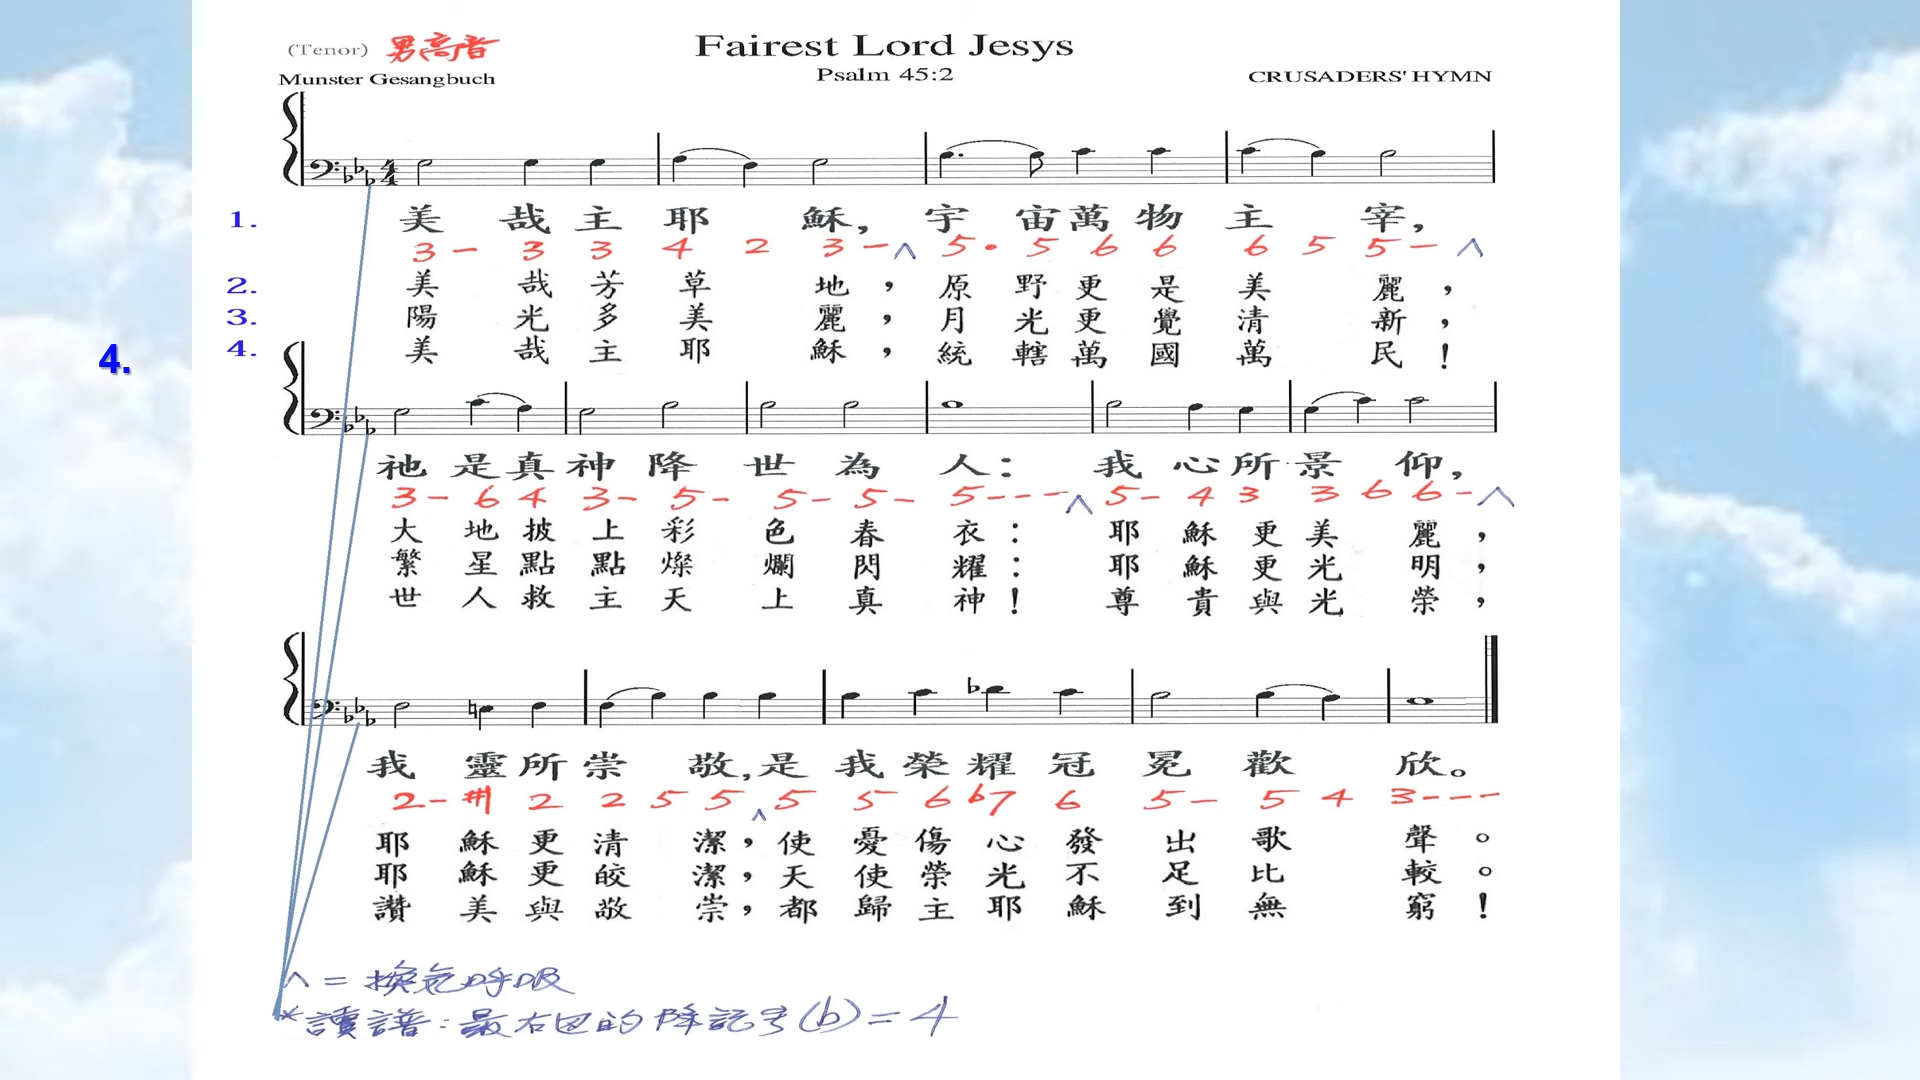 (Tenor) 男高音
Fairest Lord Jesys
Psalm 45:2
Munster Gesangbuch
CRUSADERS' HYMN
1. 美哉主耶穌, 宇宙萬物主宰,
3 - 3 3 4 2 3 - ^ 5 • 5 6 6 6 5 5 - ^
2. 美哉芳草地，原野更是美麗，
3. 陽光多美麗，月光更覺清新，
4. 美哉主耶穌，統轄萬國萬民！
4.
祂是真神降世為人: 我心所景仰,
3 - 6 4 3 - 5 - 5 - 5 - 5 - - - ^ 5 - 4 3 3 6 6 - ^
大地披上彩色春衣：耶穌更美麗，
繁星點點燦爛閃耀：耶穌更光明，
世人救主天上真神！尊貴與光榮，
我靈所崇敬,是我榮耀冠冕歡欣。
2 - #1 2 2 5 5 ^ 5 5 6 b7 6 5 - 5 4 3 - - -
耶穌更清潔，使憂傷心發出歌聲。
耶穌更皎潔，天使榮光不足比較。
讚美與敬崇，都歸主耶穌到無窮！
^ = 換氣呼吸
*讀譜: 最右边的降記号(b) = 4